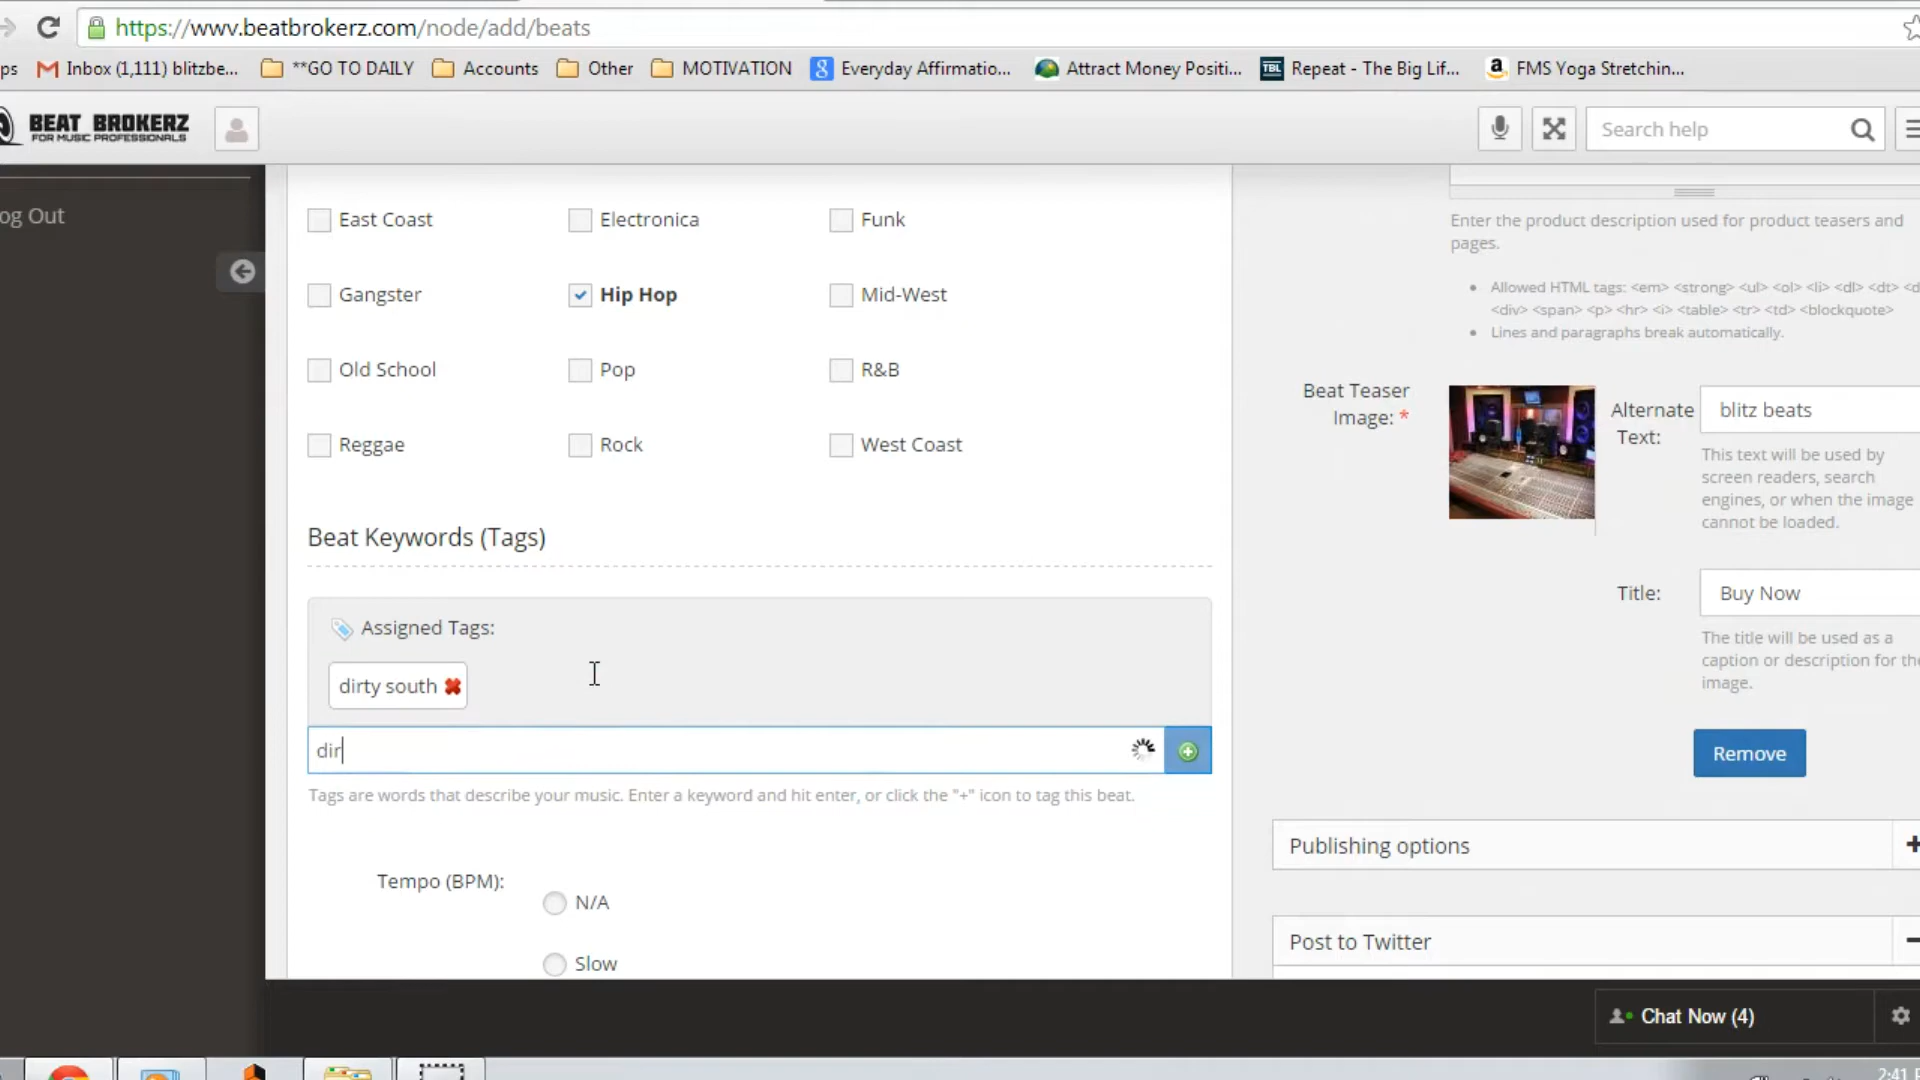 https://www.beatbrokerz.com/node/add/beats
ps
Inbox (1,111) blitzbe...
**GO TO DAILY
Accounts
Other
MOTIVATION
Everyday Affirmatio...
Attract Money Positi...
TBL
Repeat - The Big Lif...
FMS Yoga Stretchin...
BEAT BROKERZ
FOR MUSIC PROFESSIONALS
Search help
og Out
East Coast
Electronica
Funk
Gangster
Hip Hop
Mid-West
Old School
Pop
R&B
Reggae
Rock
West Coast
Beat Keywords (Tags)
Assigned Tags:
dirty south
dir
Tags are words that describe your music. Enter a keyword and hit enter, or click the "+" icon to tag this beat.
Tempo (BPM):
N/A
Slow
Enter the product description used for product teasers and
pages.
Allowed HTML tags: <em> <strong> <ul> <ol> <li> <dl> <dt> <d
<div> <span> <p> <hr> <i> <table> <tr> <td> <blockquote>
Lines and paragraphs break automatically.
Beat Teaser
Image: *
Alternate
Text:
blitz beats
This text will be used by
screen readers, search
engines, or when the image
cannot be loaded.
Title:
Buy Now
The title will be used as a
caption or description for the
image.
Remove
Publishing options
Post to Twitter
Chat Now (4)